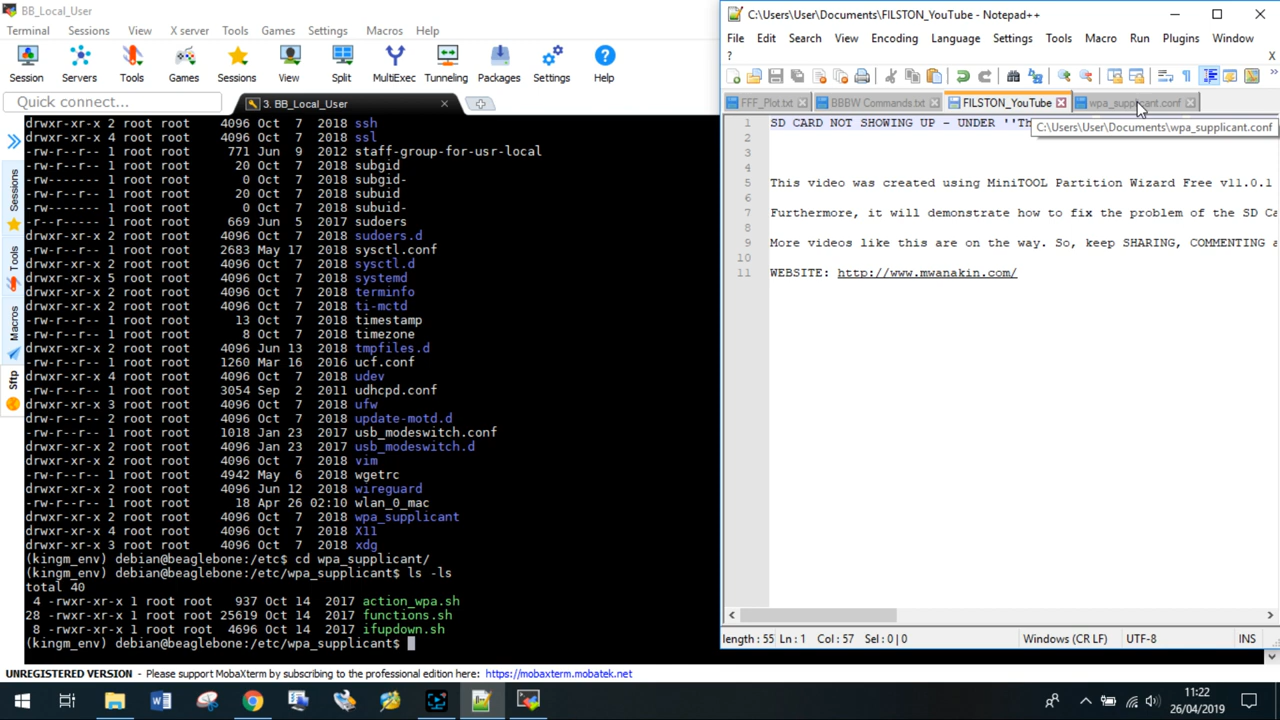 BB_Local_User
Terminal Sessions View X server Tools Games Settings Macros Help
Session Servers Tools Games Sessions View Split MultiExec Tunneling Packages Settings Help
Quick connect...
3. BB_Local_User
Sessions
Tools
Macros
Sftp
drwxr-xr-x 2 root root 4096 Oct 7 2018 ssh
drwxr-xr-x 4 root root 4096 Oct 7 2018 ssl
-rw-r--r-- 1 root root 771 Jun 9 2012 staff-group-for-usr-local
-rw-r--r-- 1 root root 20 Oct 7 2018 subgid
-rw------- 1 root root 0 Oct 7 2018 subgid-
-rw-r--r-- 1 root root 20 Oct 7 2018 subuid
-rw------- 1 root root 0 Oct 7 2018 subuid-
-r--r----- 1 root root 669 Jun 5 2017 sudoers
drwxr-xr-x 2 root root 4096 Oct 7 2018 sudoers.d
-rw-r--r-- 1 root root 2683 May 17 2018 sysctl.conf
drwxr-xr-x 2 root root 4096 Oct 7 2018 sysctl.d
drwxr-xr-x 5 root root 4096 Oct 7 2018 systemd
drwxr-xr-x 2 root root 4096 Oct 7 2018 terminfo
drwxr-xr-x 2 root root 4096 Oct 7 2018 ti-mctd
-rw-r--r-- 1 root root 13 Oct 7 2018 timestamp
-rw-r--r-- 1 root root 8 Oct 7 2018 timezone
drwxr-xr-x 2 root root 4096 Jun 13 2018 tmpfiles.d
-rw-r--r-- 1 root root 1260 Mar 16 2016 ucf.conf
drwxr-xr-x 4 root root 4096 Oct 7 2018 udev
-rw-r--r-- 1 root root 3054 Sep 2 2011 udhcpd.conf
drwxr-xr-x 3 root root 4096 Oct 7 2018 ufw
drwxr-xr-x 2 root root 4096 Oct 7 2018 update-motd.d
-rw-r--r-- 1 root root 1018 Jan 23 2017 usb_modeswitch.conf
drwxr-xr-x 2 root root 4096 Jan 23 2017 usb_modeswitch.d
drwxr-xr-x 2 root root 4096 Oct 7 2018 vim
-rw-r--r-- 1 root root 4942 May 6 2018 wgetrc
drwxr-xr-x 2 root root 4096 Jun 12 2018 wireguard
-rw-r--r-- 1 root root 18 Apr 26 02:10 wlan_0_mac
drwxr-xr-x 2 root root 4096 Oct 7 2018 wpa_supplicant
drwxr-xr-x 4 root root 4096 Oct 7 2018 X11
drwxr-xr-x 3 root root 4096 Oct 7 2018 xdg
(kingm_env) debian@beaglebone:/etc$ cd wpa_supplicant/
(kingm_env) debian@beaglebone:/etc/wpa_supplicant$ ls -ls
total 40
4 -rwxr-xr-x 1 root root 937 Oct 14 2017 action_wpa.sh
28 -rwxr-xr-x 1 root root 25619 Oct 14 2017 functions.sh
8 -rwxr-xr-x 1 root root 4696 Oct 14 2017 ifupdown.sh
(kingm_env) debian@beaglebone:/etc/wpa_supplicant$
UNREGISTERED VERSION - Please support MobaXterm by subscribing to the professional edition here: https://mobaxterm.mobatek.net
C:\Users\User\Documents\FILSTON_YouTube - Notepad++
File Edit Search View Encoding Language Settings Tools Macro Run Plugins Window
? X
FFF_Plot.txt BBBW Commands.txt FILSTON_YouTube wpa_supplicant.conf
1 SD CARD NOT SHOWING UP - UNDER ''Th
C:\Users\User\Documents\wpa_supplicant.conf
2
3
4
5 This video was created using MiniTOOL Partition Wizard Free v11.0.1
6
7 Furthermore, it will demonstrate how to fix the problem of the SD Ca
8
9 More videos like this are on the way. So, keep SHARING, COMMENTING a
10
11 WEBSITE: http://www.mwanakin.com/
length : 55 Ln : 1 Col : 57 Sel : 0 | 0 Windows (CR LF) UTF-8 INS
11:22
26/04/2019